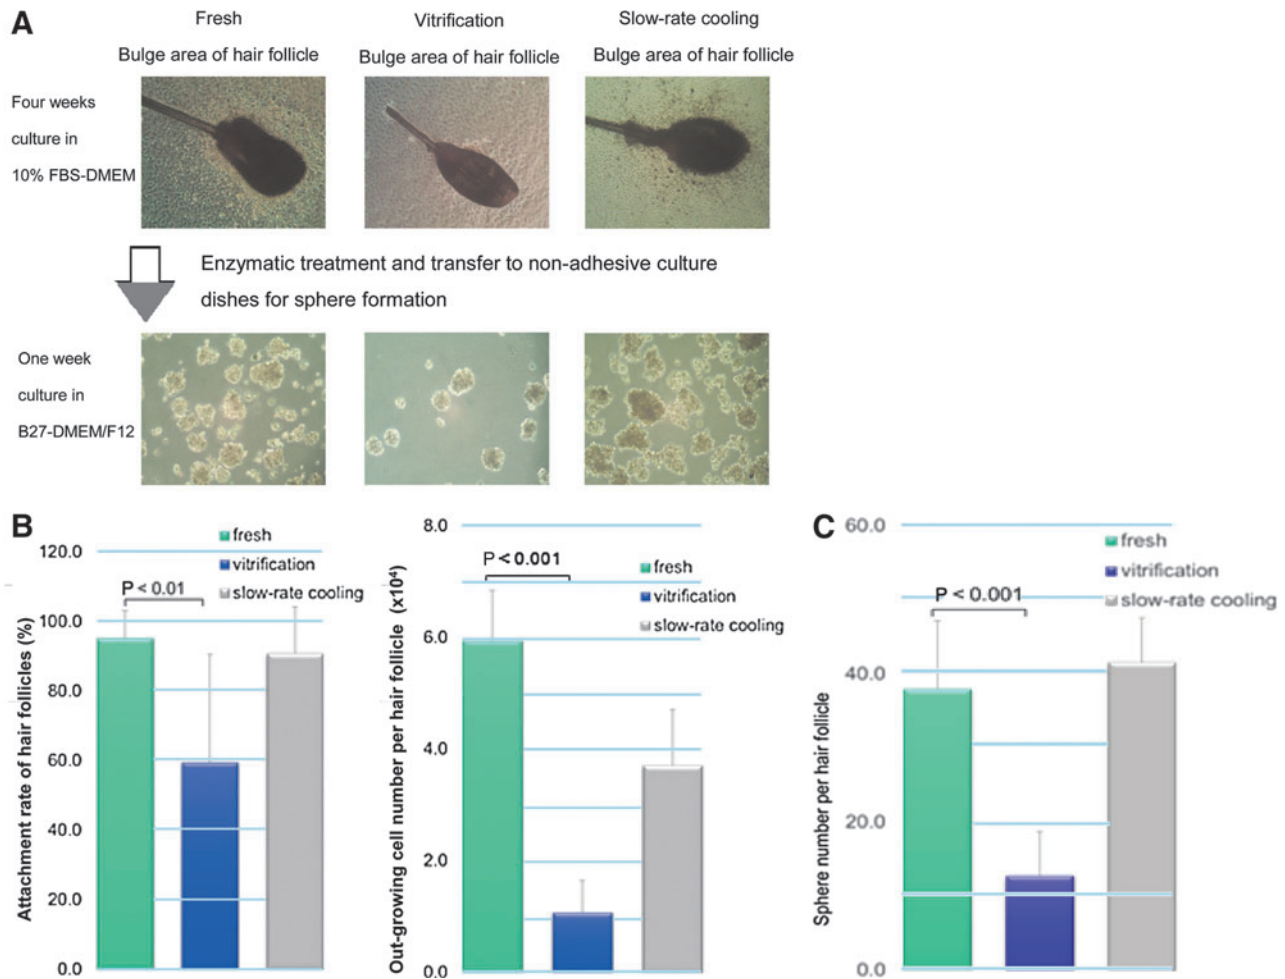 A
Fresh
Vitrification
Slow-rate cooling
Bulge area of hair follicle
Bulge area of hair follicle
Bulge area of hair follicle
Four weeks
culture in
10% FBS-DMEM
Enzymatic treatment and transfer to non-adhesive culture
dishes for sphere formation
One week
culture in
B27-DMEM/F12
B
Attachment rate of hair follicles (%)
120.0
100.0
80.0
60.0
40.0
20.0
0.0
P < 0.01
fresh
vitrification
slow-rate cooling
Out-growing cell number per hair follicle (x10⁴)
8.0
6.0
4.0
2.0
0.0
P < 0.001
fresh
vitrification
slow-rate cooling
C
Sphere number per hair follicle
60.0
40.0
20.0
0.0
P < 0.001
fresh
vitrification
slow-rate cooling